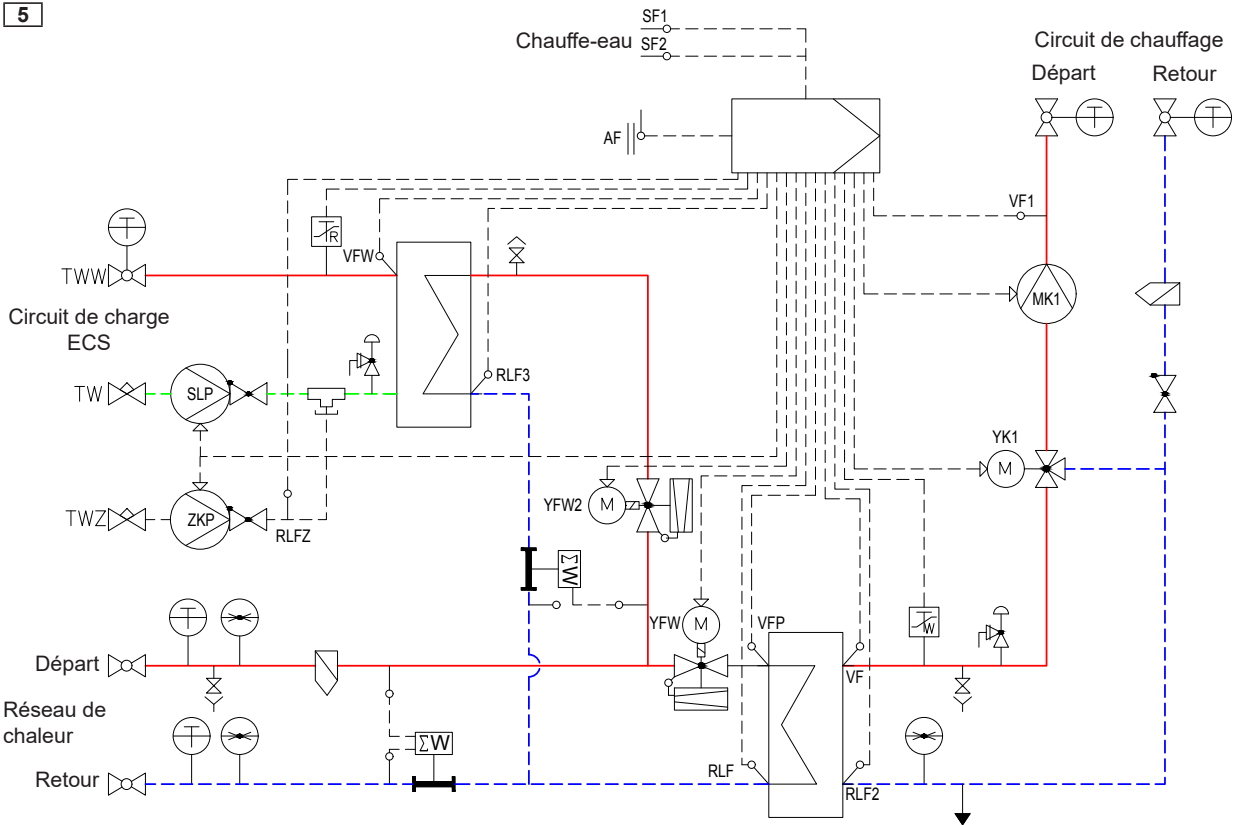 5
SF1
Chauffe-eau
SF2
Circuit de chauffage
Départ
Retour
T
T
AF
VF1
T
R
VFW
TWW
MK1
Circuit de charge
ECS
RLF3
TW
SLP
YK1
M
YFW2
M
TWZ
ZKP
RLFZ
ΣW
YFW
M
VFP
W
T
Départ
VF
Réseau de
chaleur
T
ΣW
Retour
RLF
RLF2